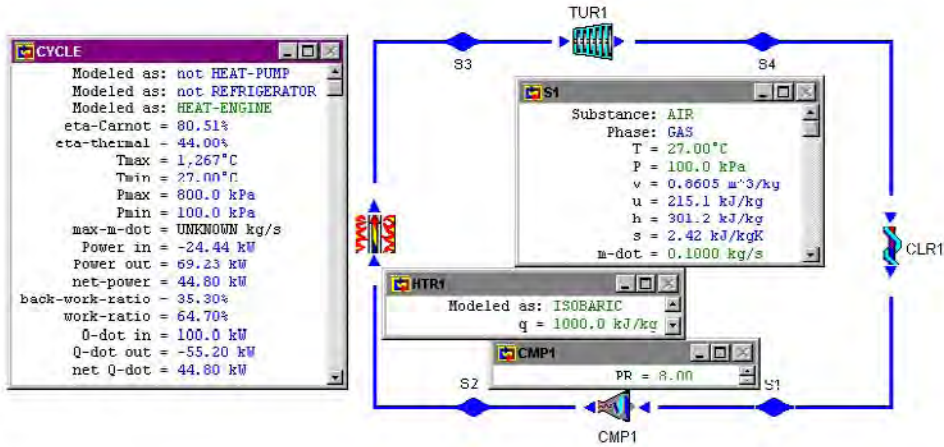 TUR1
S3
S4
CYCLE
Modeled as: not HEAT-PUMP
Modeled as: not REFRIGERATOR
Modeled as: HEAT-ENGINE
eta-Carnot = 80.51%
eta-thermal = 44.00%
Tmax = 1,267°C
Tmin = 27.00°C
Pmax = 800.0 kPa
Pmin = 100.0 kPa
max-m-dot = UNKNOWN kg/s
Power in = -24.44 kW
Power out = 69.23 kW
net-power = 44.80 kW
back-work-ratio = 35.30%
work-ratio = 64.70%
Q-dot in = 100.0 kW
Q-dot out = -55.20 kW
net Q-dot = 44.80 kW
S1
Substance: AIR
Phase: GAS
T = 27.00°C
P = 100.0 kPa
v = 0.8605 m^3/kg
u = 215.1 kJ/kg
h = 301.2 kJ/kg
s = 2.42 kJ/kgK
m-dot = 0.1000 kg/s
CLR1
HTR1
Modeled as: ISOBARIC
q = 1000.0 kJ/kg
CMP1
PR = 8.00
S2
S1
CMP1